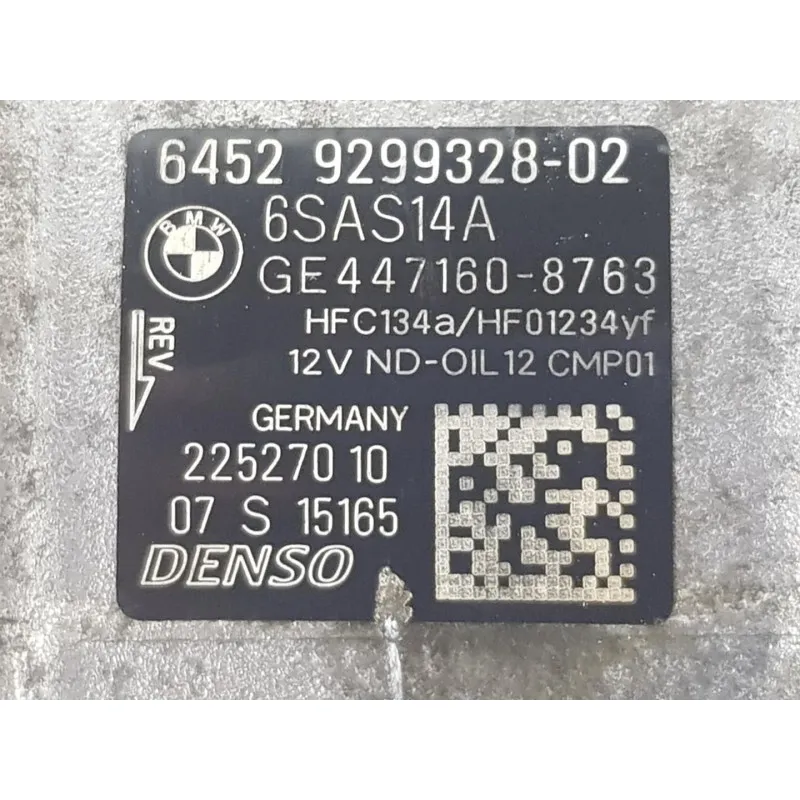 6452 9299328-02
BMW
6SAS14A
GE447160-8763
HFC134a/HF01234yf
12V ND-OIL12 CMP01
REV
GERMANY
225270 10
07 S 15165
DENSO